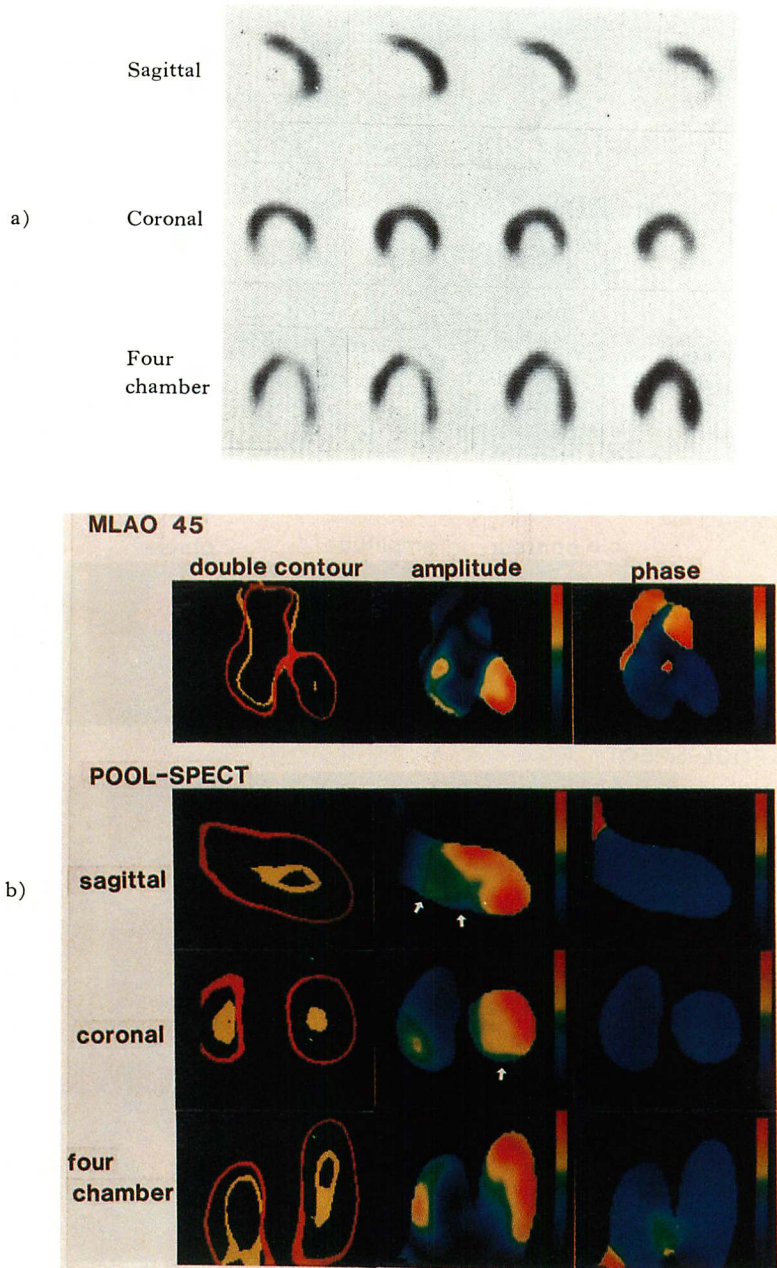 Sagittal
a)
Coronal
Four
chamber
MLAO 45
double contour amplitude phase
POOL-SPECT
sagittal
b)
coronal
four
chamber